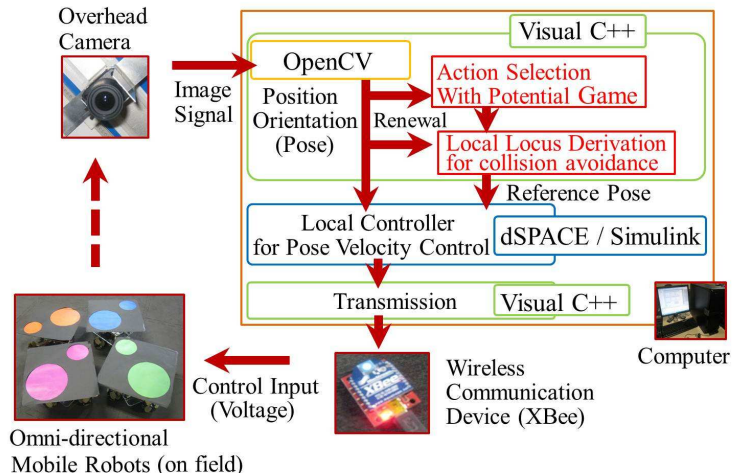 Overhead
Camera
Image
Signal
Visual C++
OpenCV
Position
Orientation
(Pose)
Renewal
Action Selection
With Potential Game
Local Locus Derivation
for collision avoidance
Reference Pose
Local Controller
for Pose Velocity Control
dSPACE / Simulink
Transmission
Visual C++
Computer
XBee
Wireless
Communication
Device (XBee)
Control Input
(Voltage)
Omni-directional
Mobile Robots (on field)